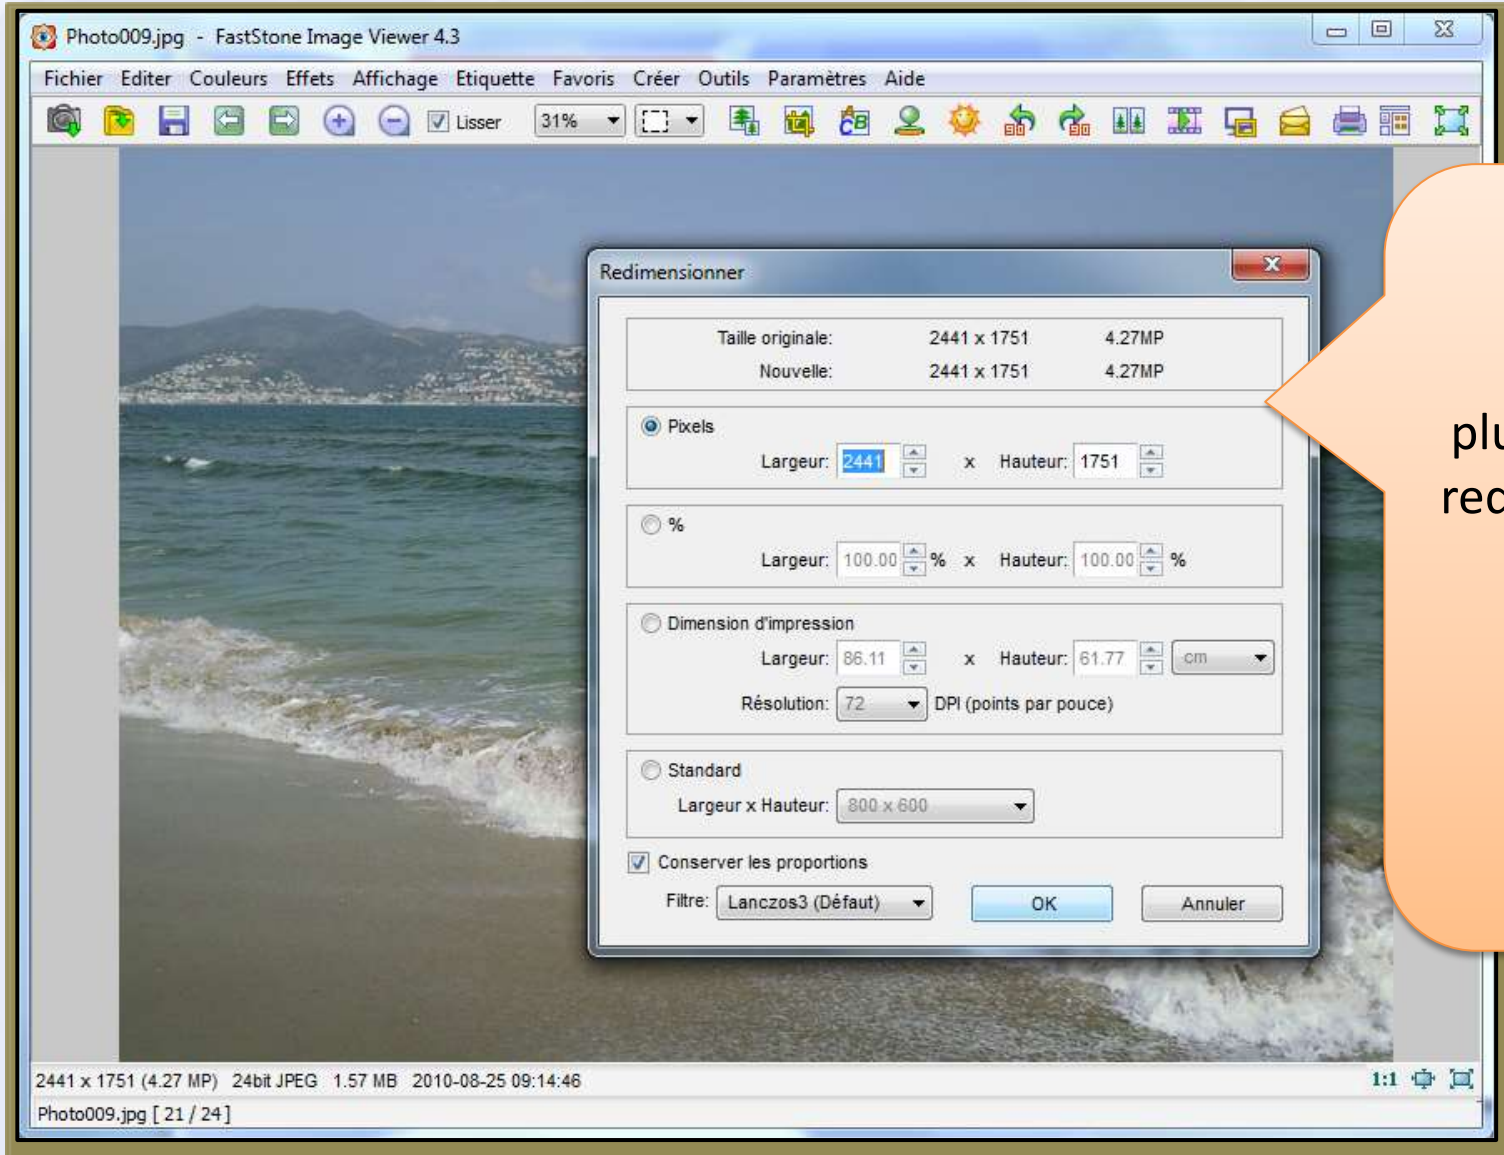 Photo009.jpg - FastStone Image Viewer 4.3
Fichier Editer Couleurs Effets Affichage Etiquette Favoris Créer Outils Paramètres Aide
Lisser 31%
Redimensionner
Taille originale: 2441 x 1751 4.27MP
Nouvelle: 2441 x 1751 4.27MP
Pixels
Largeur: 2441 x Hauteur: 1751
%
Largeur: 100.00 % x Hauteur: 100.00 %
Dimension d'impression
Largeur: 86.11 x Hauteur: 61.77 cm
Résolution: 72 DPI (points par pouce)
Standard
Largeur x Hauteur: 800 x 600
Conserver les proportions
Filtre: Lanczos3 (Défaut) OK Annuler
2441 x 1751 (4.27 MP) 24bit JPEG 1.57 MB 2010-08-25 09:14:46 1:1
Photo009.jpg [ 21 / 24 ]